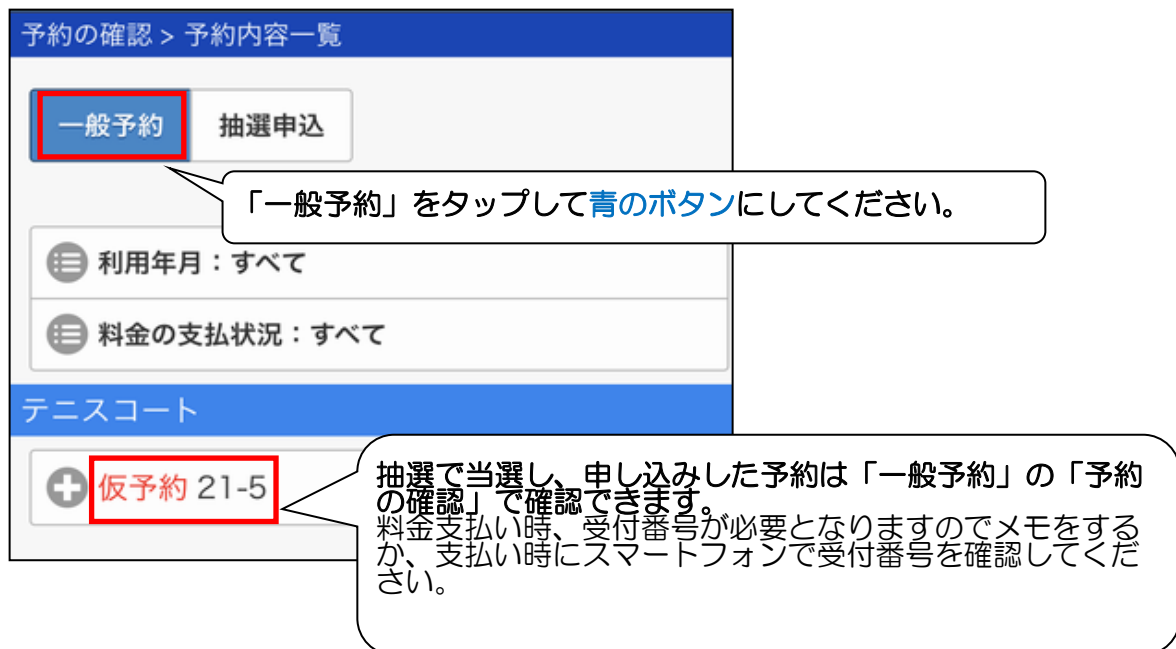 予約の確認 > 予約内容一覧
一般予約
抽選申込
「一般予約」をタップして青のボタンにしてください。
利用年月：すべて
料金の支払状況：すべて
テニスコート
仮予約 21-5
抽選で当選し、申し込みした予約は「一般予約」の「予約
の確認」で確認できます。
料金支払い時、受付番号が必要となりますのでメモをする
か、支払い時にスマートフォンで受付番号を確認してくだ
さい。